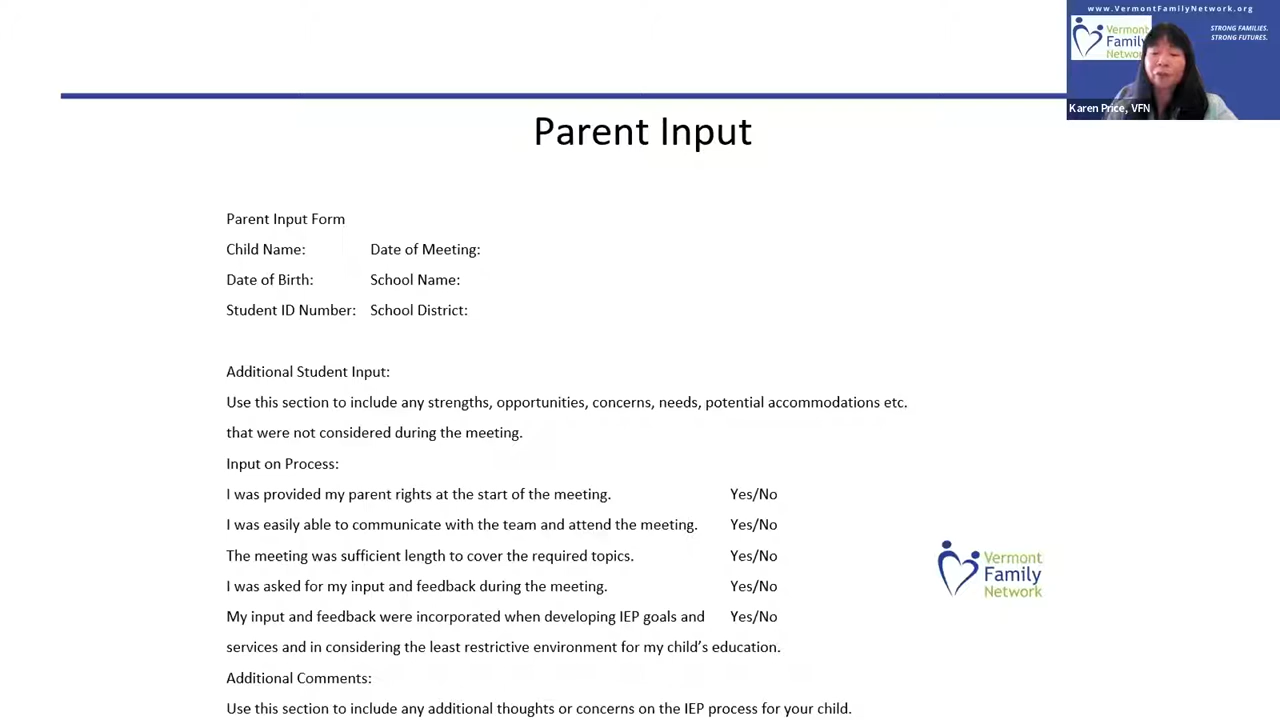 www.VermontFamilyNetwork.org
Vermont
Family
Network
STRONG FAMILIES.
STRONG FUTURES.
Karen Price, VFN
Parent Input
Parent Input Form
Child Name: Date of Meeting:
Date of Birth: School Name:
Student ID Number: School District:
Additional Student Input:
Use this section to include any strengths, opportunities, concerns, needs, potential accommodations etc.
that were not considered during the meeting.
Input on Process:
I was provided my parent rights at the start of the meeting. Yes/No
I was easily able to communicate with the team and attend the meeting. Yes/No
The meeting was sufficient length to cover the required topics. Yes/No
I was asked for my input and feedback during the meeting. Yes/No
My input and feedback were incorporated when developing IEP goals and Yes/No
services and in considering the least restrictive environment for my child's education.
Additional Comments:
Use this section to include any additional thoughts or concerns on the IEP process for your child.
Vermont
Family
Network